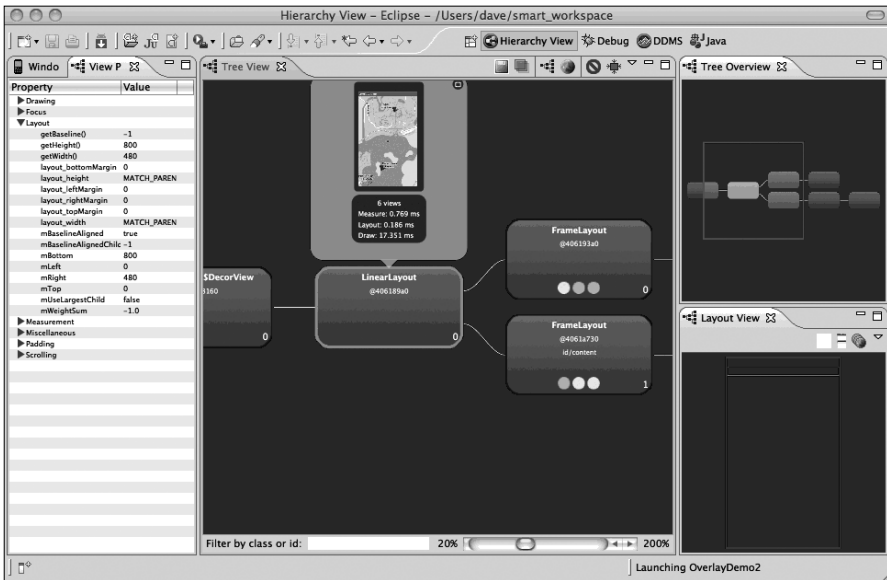 Hierarchy View – Eclipse – /Users/dave/smart_workspace
Hierarchy View Debug DDMS Java
Windo View P
Property Value
Drawing
Focus
Layout
getBaseline() -1
getHeight() 800
getWidth() 480
layout_bottomMargin 0
layout_height MATCH_PAREN
layout_leftMargin 0
layout_rightMargin 0
layout_topMargin 0
layout_width MATCH_PAREN
mBaselineAligned true
mBaselineAlignedChilc -1
mBottom 800
mLeft 0
mRight 480
mTop 0
mUseLargestChild false
mWeightSum -1.0
Measurement
Miscellaneous
Padding
Scrolling
Tree View
6 views
Measure: 0.769 ms
Layout: 0.186 ms
Draw: 17.351 ms
$DecorView
3160
0
LinearLayout
@406189a0
0
FrameLayout
@406193a0
0
FrameLayout
@4061a730
id/content
1
Filter by class or id: 20% 200%
Tree Overview
Layout View
Launching OverlayDemo2